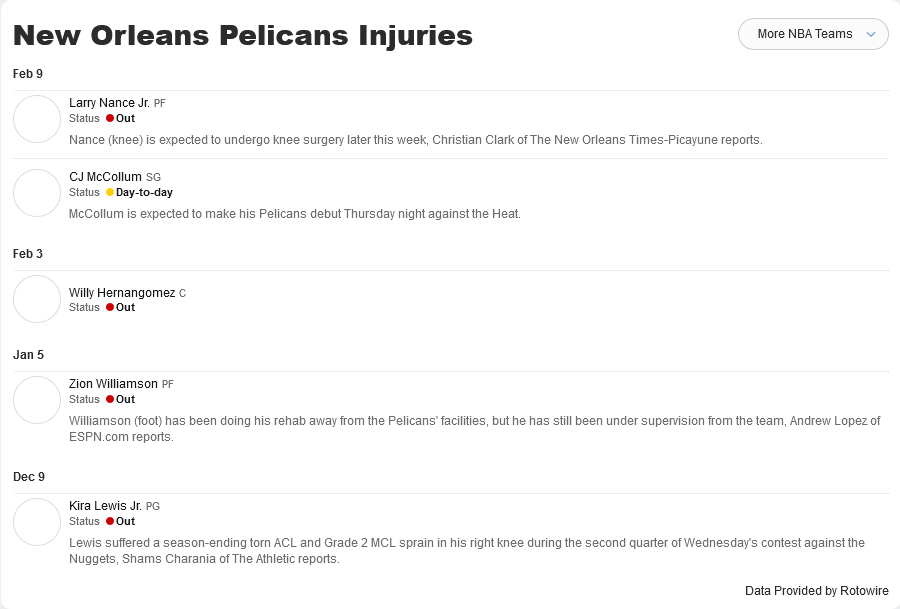 New Orleans Pelicans Injuries
More NBA Teams
Feb 9
Larry Nance Jr. PF
Status Out
Nance (knee) is expected to undergo knee surgery later this week, Christian Clark of The New Orleans Times-Picayune reports.
CJ McCollum SG
Status Day-to-day
McCollum is expected to make his Pelicans debut Thursday night against the Heat.
Feb 3
Willy Hernangomez C
Status Out
Jan 5
Zion Williamson PF
Status Out
Williamson (foot) has been doing his rehab away from the Pelicans' facilities, but he has still been under supervision from the team, Andrew Lopez of
ESPN.com reports.
Dec 9
Kira Lewis Jr. PG
Status Out
Lewis suffered a season-ending torn ACL and Grade 2 MCL sprain in his right knee during the second quarter of Wednesday's contest against the
Nuggets, Shams Charania of The Athletic reports.
Data Provided by Rotowire